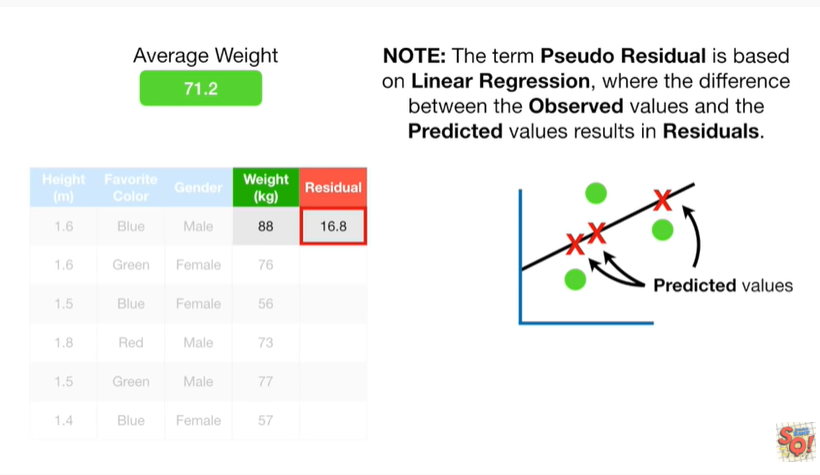 Average Weight
71.2
NOTE: The term Pseudo Residual is based
on Linear Regression, where the difference
between the Observed values and the
Predicted values results in Residuals.
Height (m) Favorite Color Gender Weight (kg) Residual
1.6 Blue Male 88 16.8
1.6 Green Female 76
1.5 Blue Female 56
1.8 Red Male 73
1.5 Green Male 77
1.4 Blue Female 57
Predicted values
SQ!